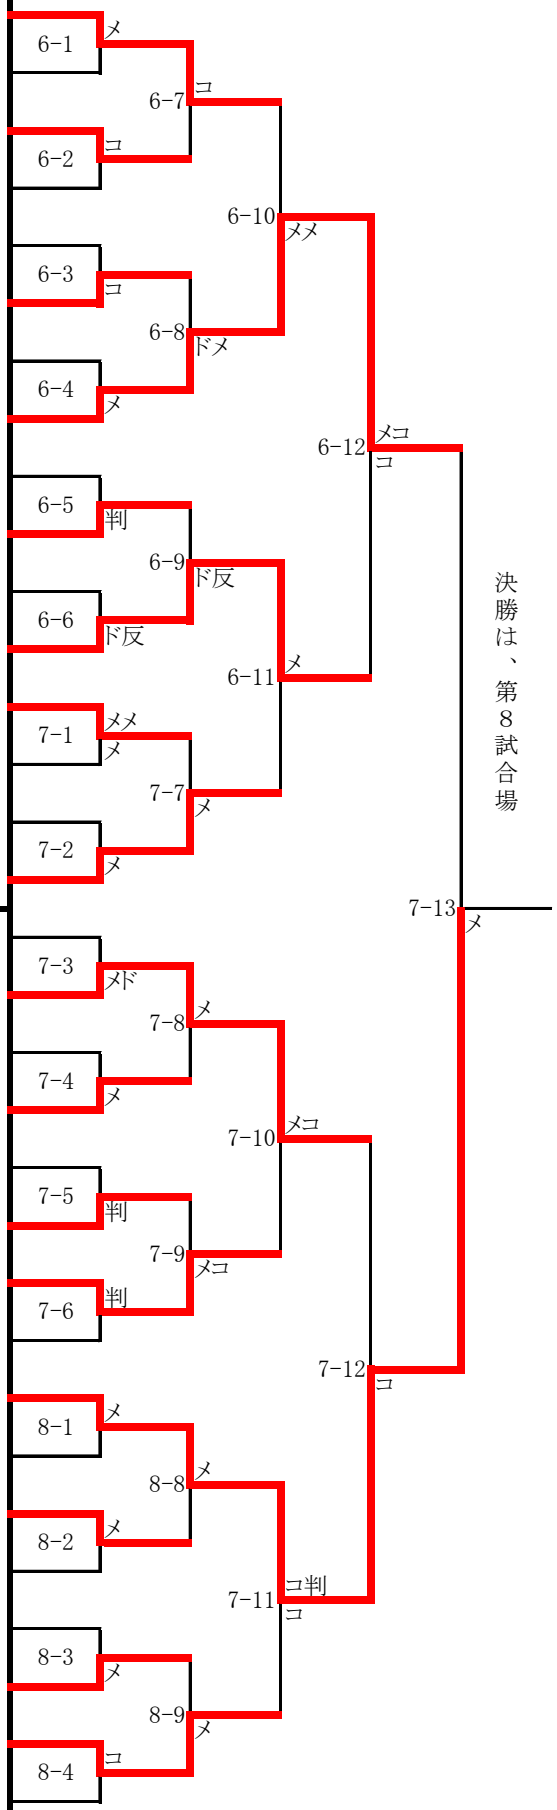 メ
6-1
コ
6-7
コ
6-2
6-10
メメ
6-3
コ
6-8
ドメ
6-4
メ
メコ
6-12
コ
6-5
判
6-9
ド反
6-6
ド反
メ
6-11
メメ
7-1
メ
7-7
メ
7-2
メ
決勝は、第8試合場
7-13
メ
7-3
メド
メ
7-8
7-4
メ
メコ
7-10
7-5
判
7-9
メコ
判
7-6
7-12
コ
メ
8-1
メ
8-8
メ
8-2
コ判
7-11
コ
8-3
メ
8-9
メ
コ
8-4